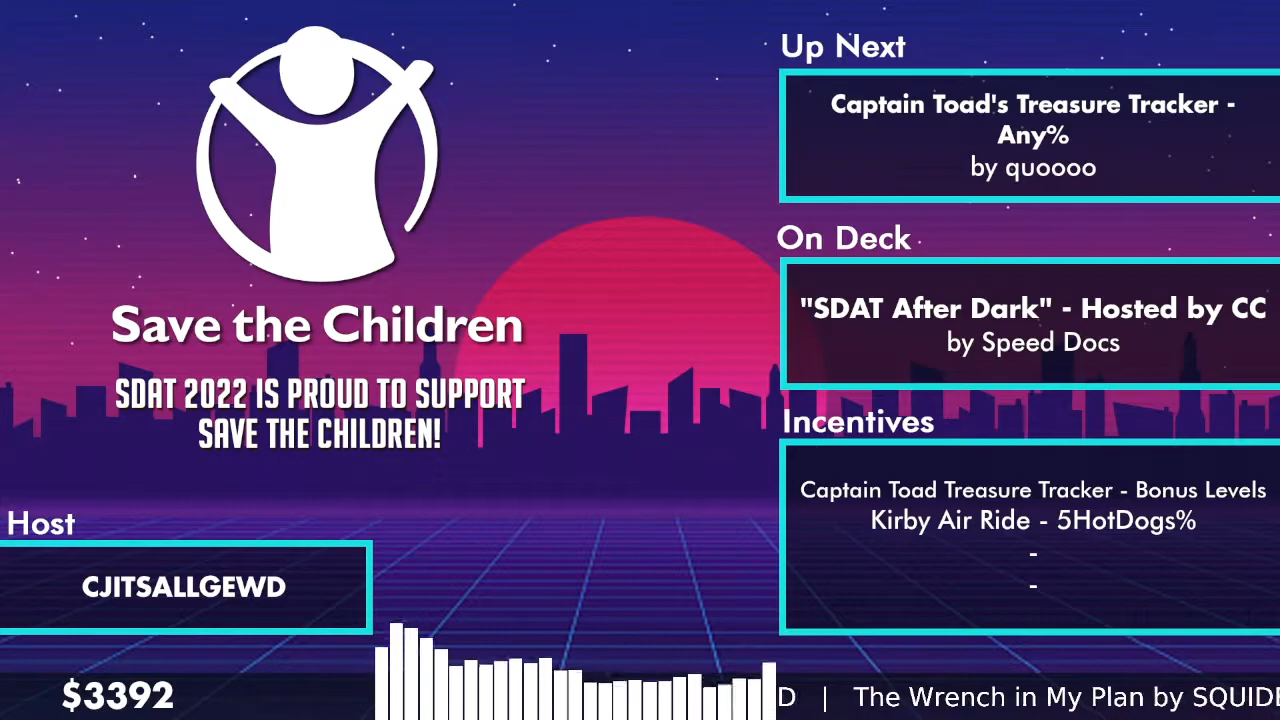 Save the Children
SDAT 2022 IS PROUD TO SUPPORT
SAVE THE CHILDREN!
Host
CJITSALLGEWD
$3392
Up Next
Captain Toad's Treasure Tracker -
Any%
by quoooo
On Deck
"SDAT After Dark" - Hosted by CC
by Speed Docs
Incentives
Captain Toad Treasure Tracker - Bonus Levels
Kirby Air Ride - 5HotDogs%
-
-
D | The Wrench in My Plan by